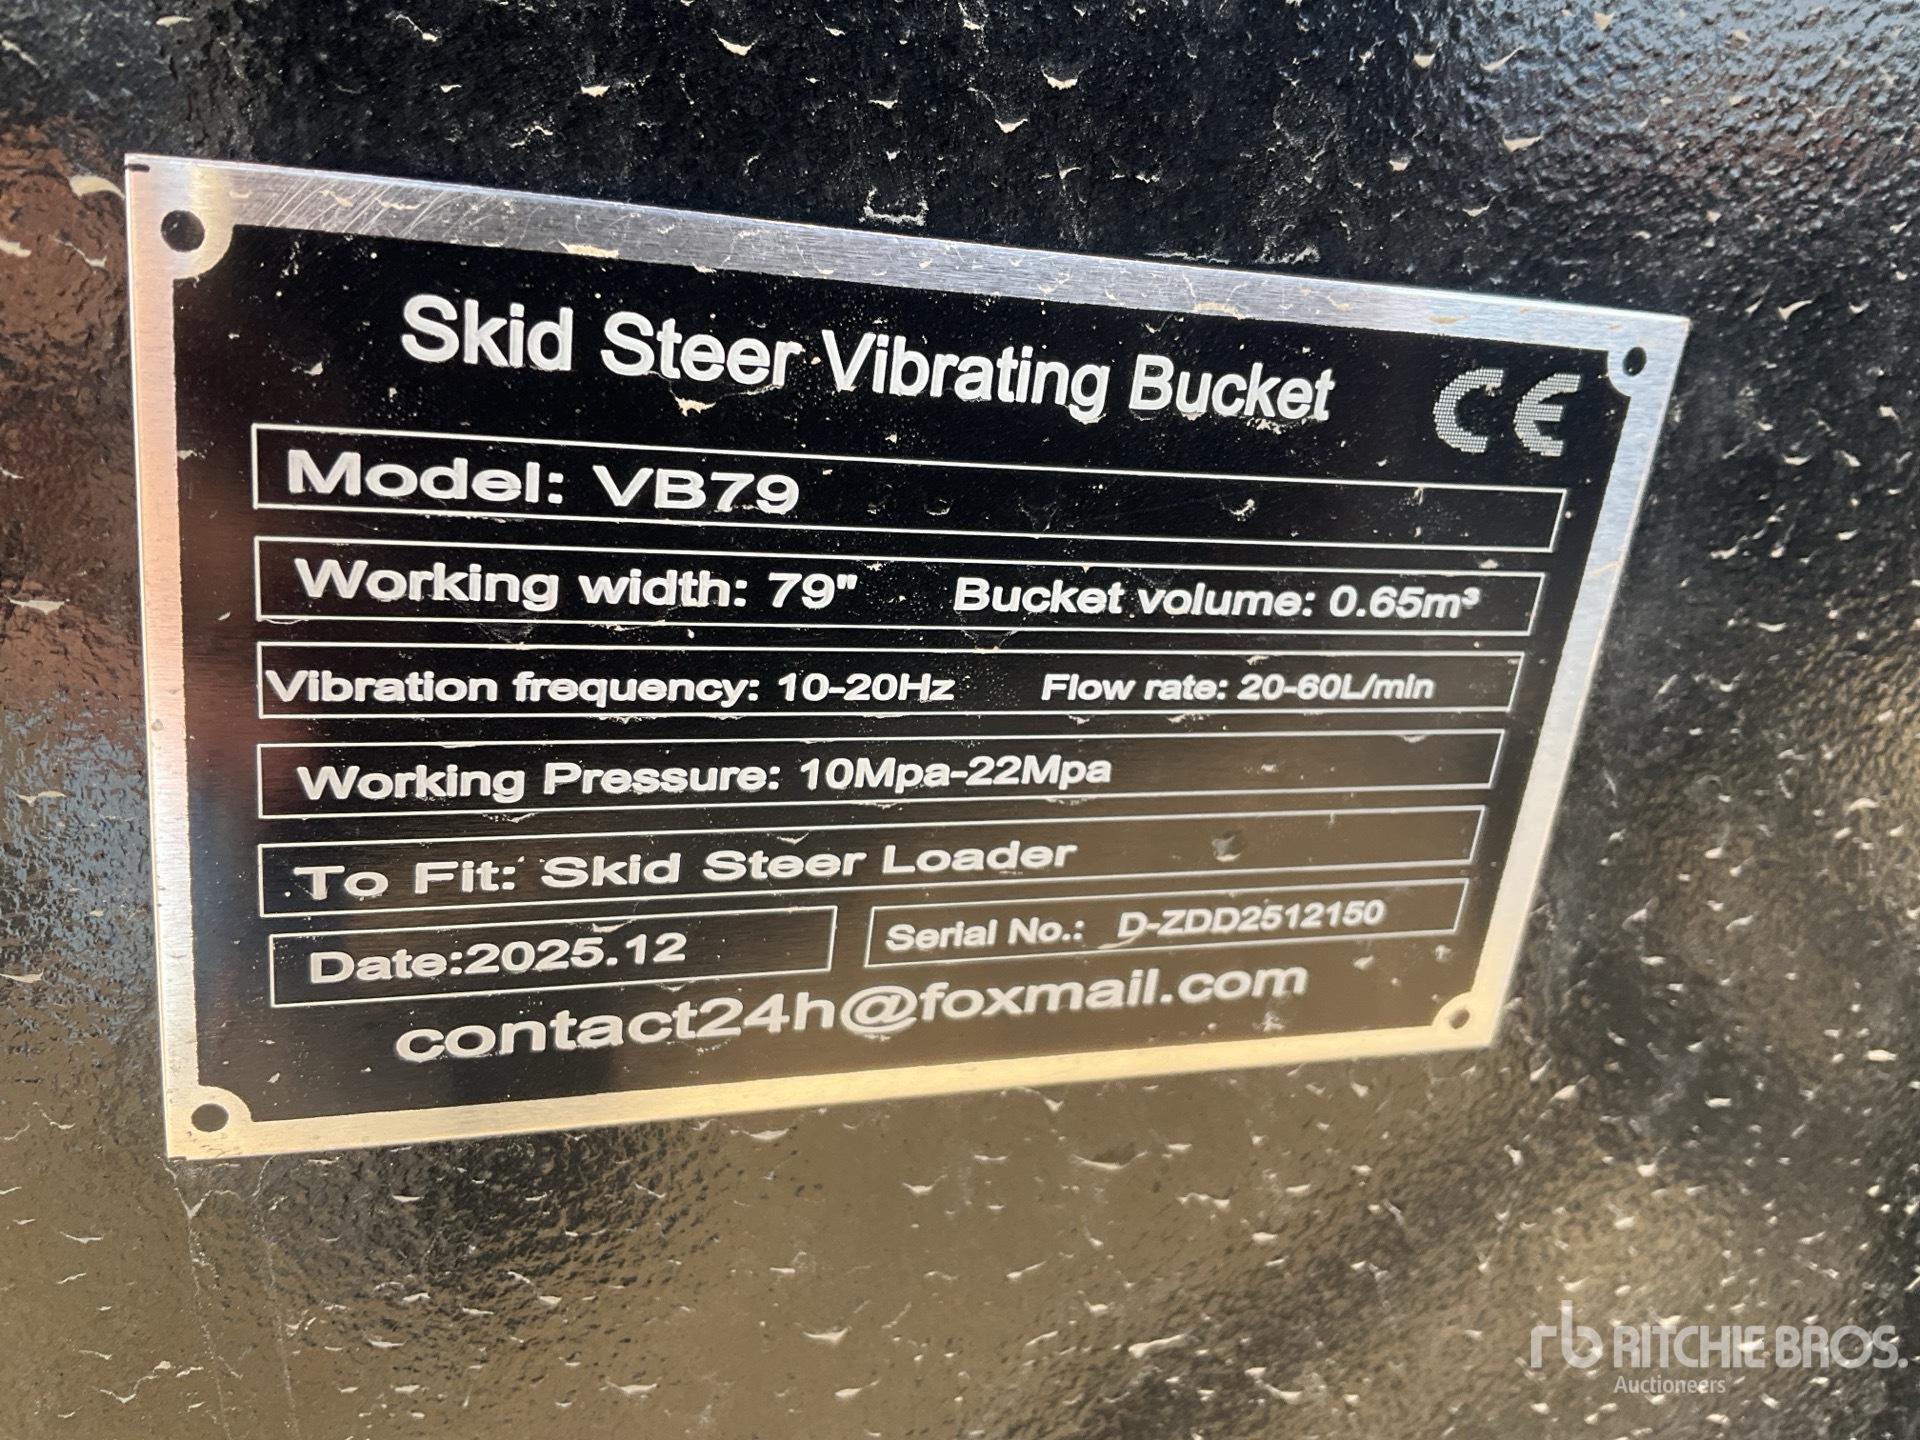 Skid Steer Vibrating Bucket
CE
Model: VB79
Working width: 79" Bucket volume: 0.65m³
Vibration frequency: 10-20Hz Flow rate: 20-60L/min
Working Pressure: 10Mpa-22Mpa
To Fit: Skid Steer Loader
Date:2025.12 Serial No.: D-ZDD2512150
contact24h@foxmail.com
rb RITCHIE BROS.
Auctioneers